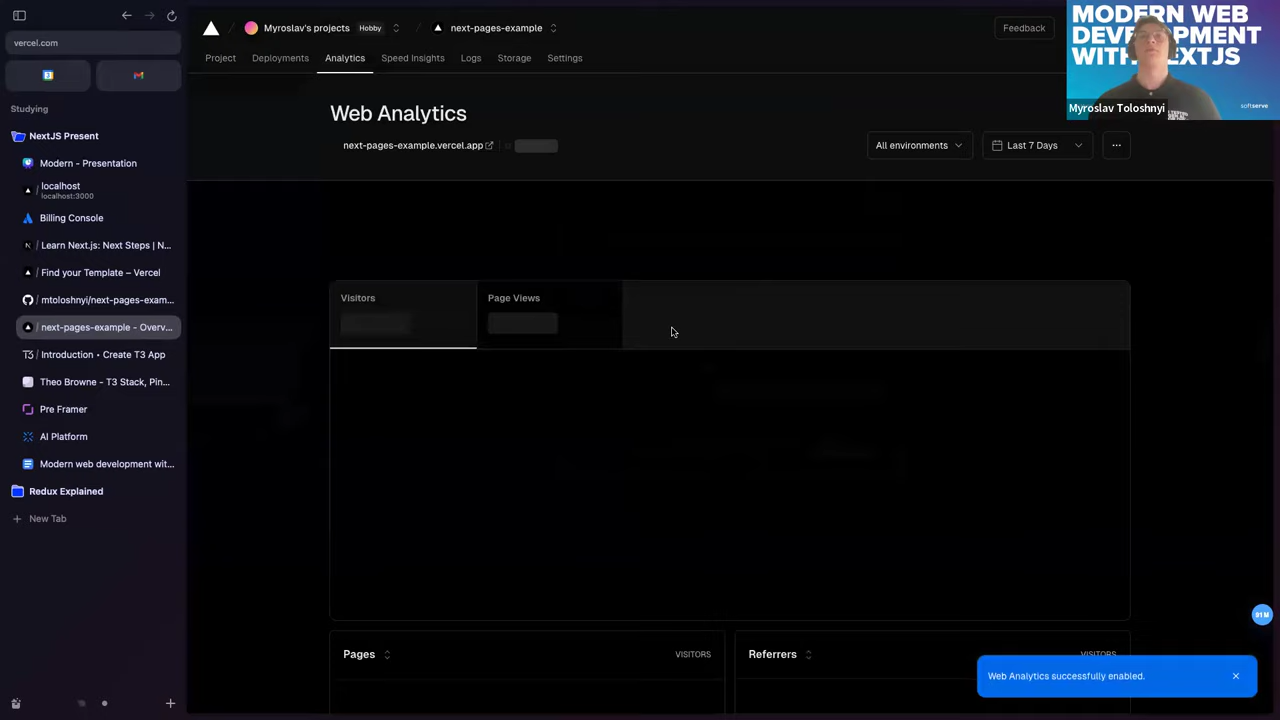 vercel.com
Studying
NextJS Present
Modern - Presentation
localhost
localhost:3000
Billing Console
Learn Next.js: Next Steps | N...
Find your Template – Vercel
mtoloshnyi/next-pages-exam...
next-pages-example - Overv...
Introduction • Create T3 App
Theo Browne - T3 Stack, Pin...
Pre Framer
AI Platform
Modern web development wit...
Redux Explained
New Tab
Myroslav's projects Hobby / next-pages-example
Feedback
Project Deployments Analytics Speed Insights Logs Storage Settings
Web Analytics
next-pages-example.vercel.app
All environments
Last 7 Days
Visitors
Page Views
Pages VISITORS
Referrers VISITORS
Web Analytics successfully enabled.
MODERN WEB
DEVELOPMENT
WITH NEXTJS
Myroslav Toloshnyi
softserve